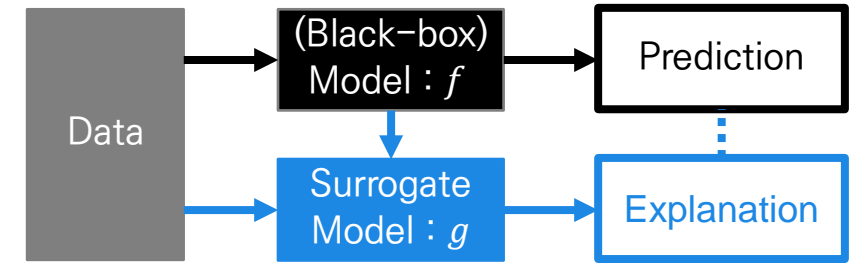 Data
(Black-box)
Model : f
Prediction
Surrogate
Model : g
Explanation